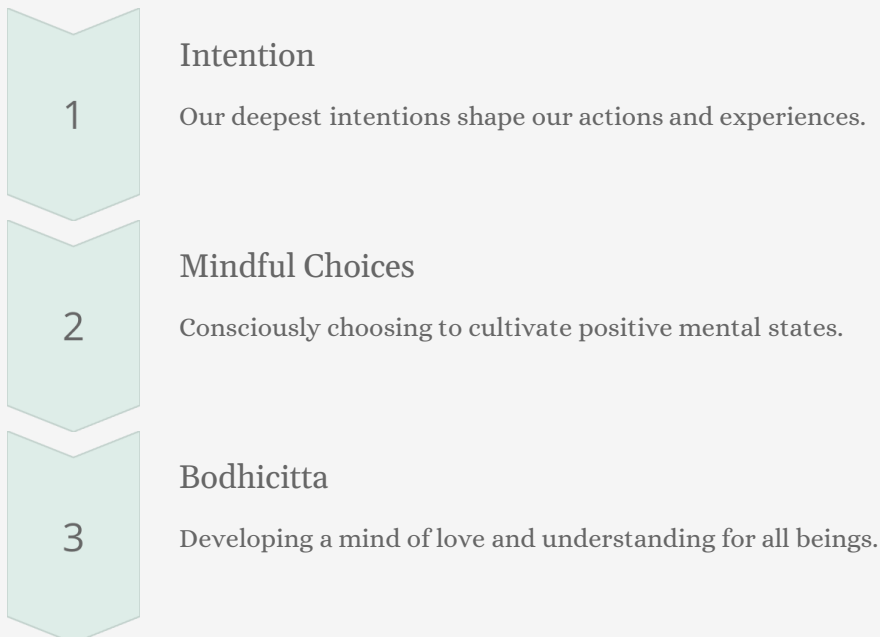 1
Intention
Our deepest intentions shape our actions and experiences.
2
Mindful Choices
Consciously choosing to cultivate positive mental states.
3
Bodhicitta
Developing a mind of love and understanding for all beings.